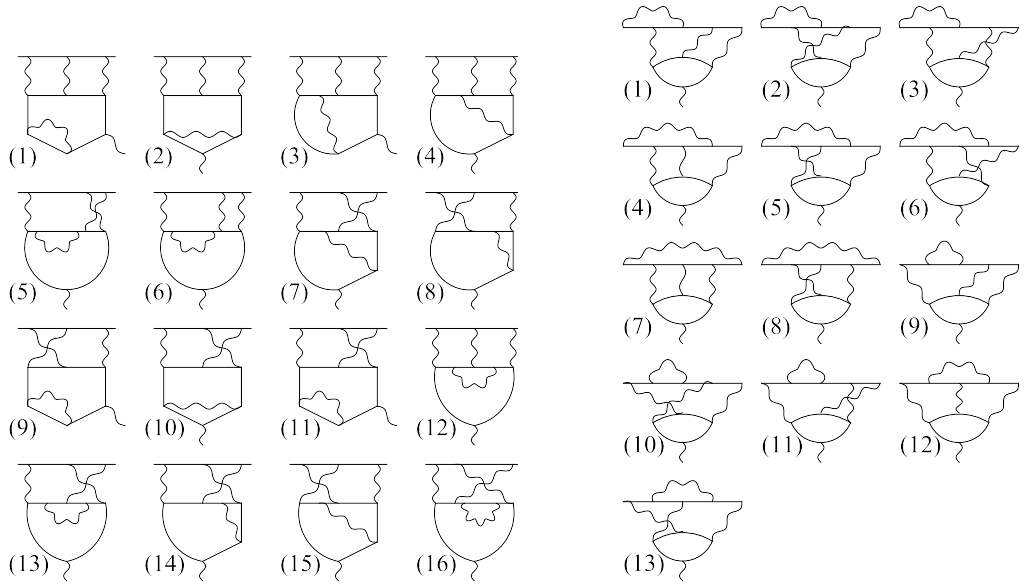 (1) (2) (3) (4)
(5) (6) (7) (8)
(9) (10) (11) (12)
(13) (14) (15) (16)
(1) (2) (3)
(4) (5) (6)
(7) (8) (9)
(10) (11) (12)
(13)